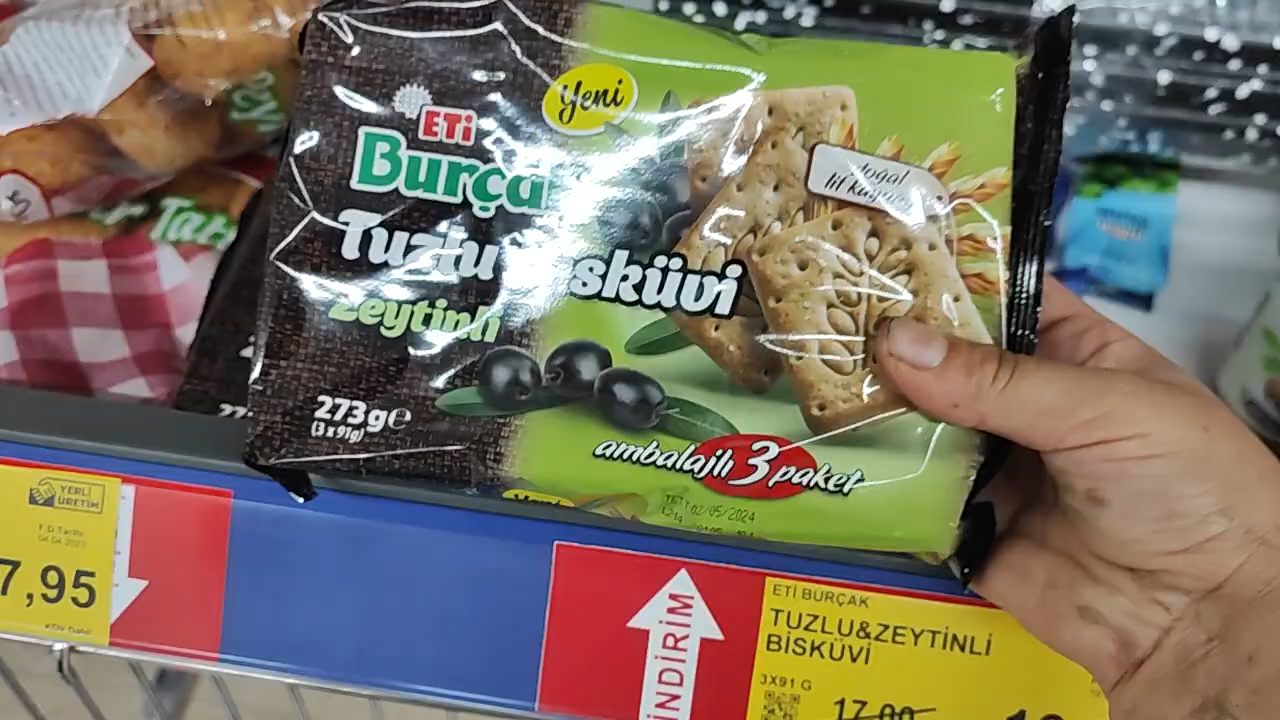 Yeni
ETi
Burça
Tuzlu
sküvi
Zeytinli
doğal
lif kaynağı
273g℮
(3 x 91g)
ambalajlı 3 paket
TETT 02/05/2024
YERLİ
ÜRETİM
7,95
İNDİRİM
ETİ BURÇAK
TUZLU&ZEYTİNLİ
BİSKÜVİ
3X91 G
17,00